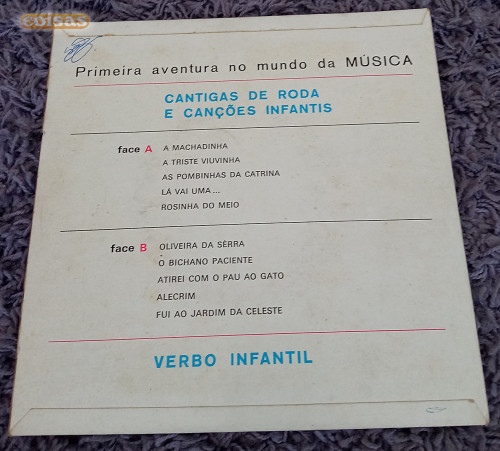 coisas
Primeira aventura no mundo da MÚSICA
CANTIGAS DE RODA
E CANÇÕES INFANTIS
face A A MACHADINHA
A TRISTE VIUVINHA
AS POMBINHAS DA CATRINA
LÁ VAI UMA...
ROSINHA DO MEIO
face B OLIVEIRA DA SERRA
O BICHANO PACIENTE
ATIREI COM O PAU AO GATO
ALECRIM
FUI AO JARDIM DA CELESTE
VERBO INFANTIL